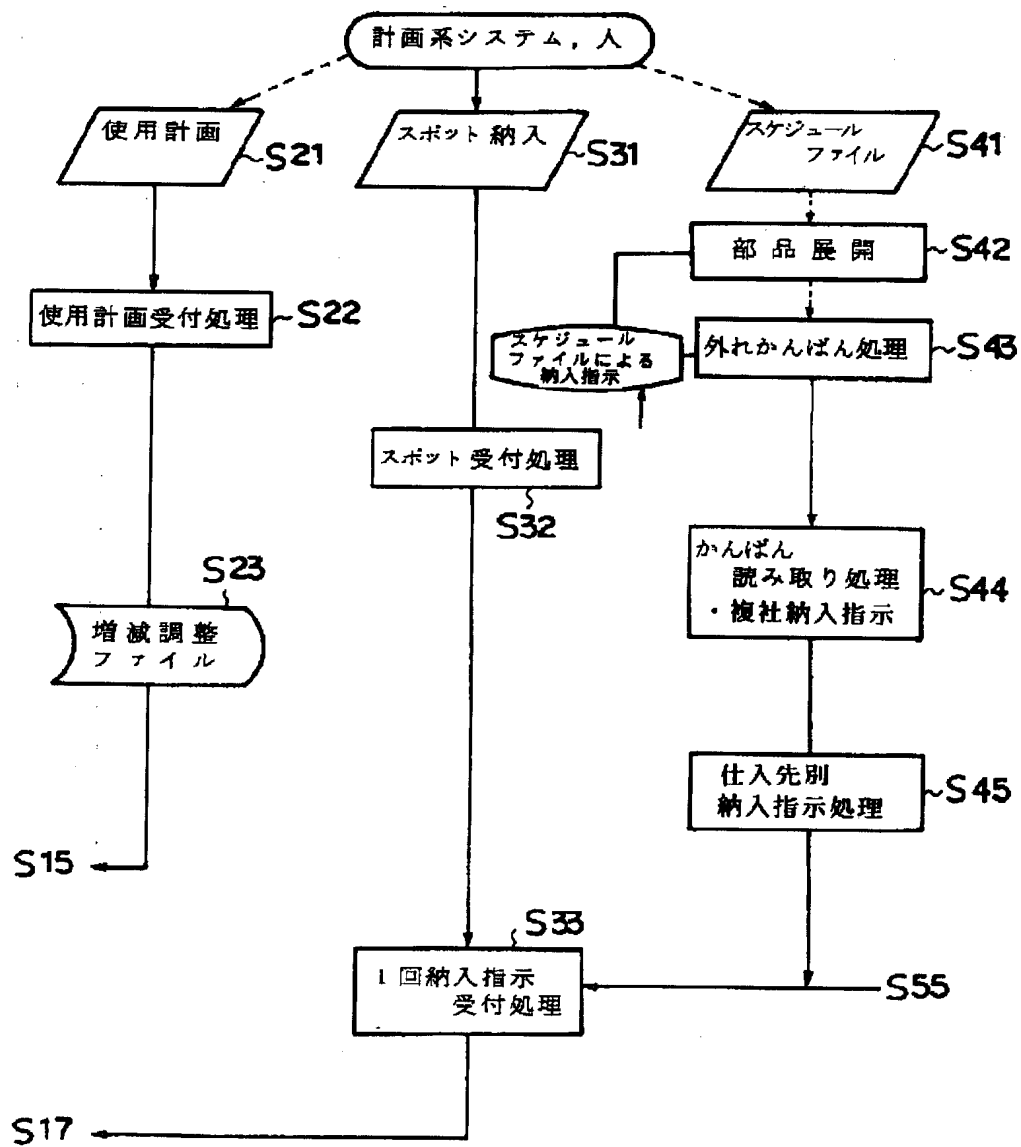 計画系システム，人
使用計画
S21
スポット納入
S31
スケジュール
ファイル
S41
部品展開
S42
使用計画受付処理
S22
スケジュール
ファイルによる
納入指示
外れかんばん処理
S43
スポット受付処理
S32
かんばん
読み取り処理
・複社納入指示
S44
S23
増減調整
ファイル
仕入先別
納入指示処理
S45
S15
S33
1回納入指示
受付処理
S55
S17